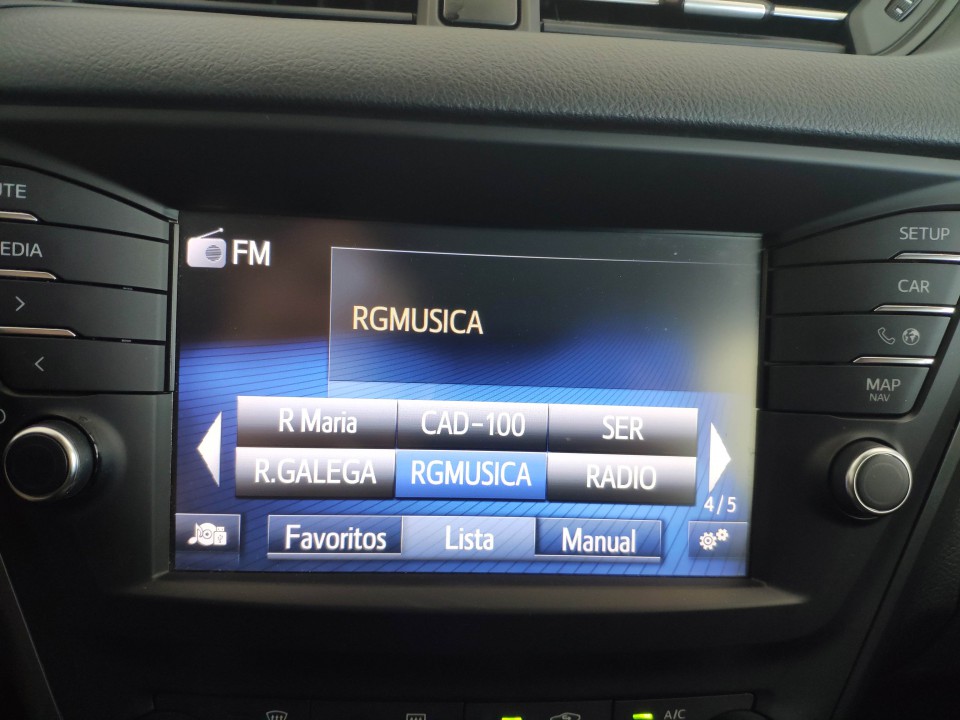 UTE
EDIA
FM
RGMUSICA
R Maria CAD-100 SER
R.GALEGA RGMUSICA RADIO
4/5
Favoritos Lista Manual
SETUP
CAR
MAP
NAV
A/C